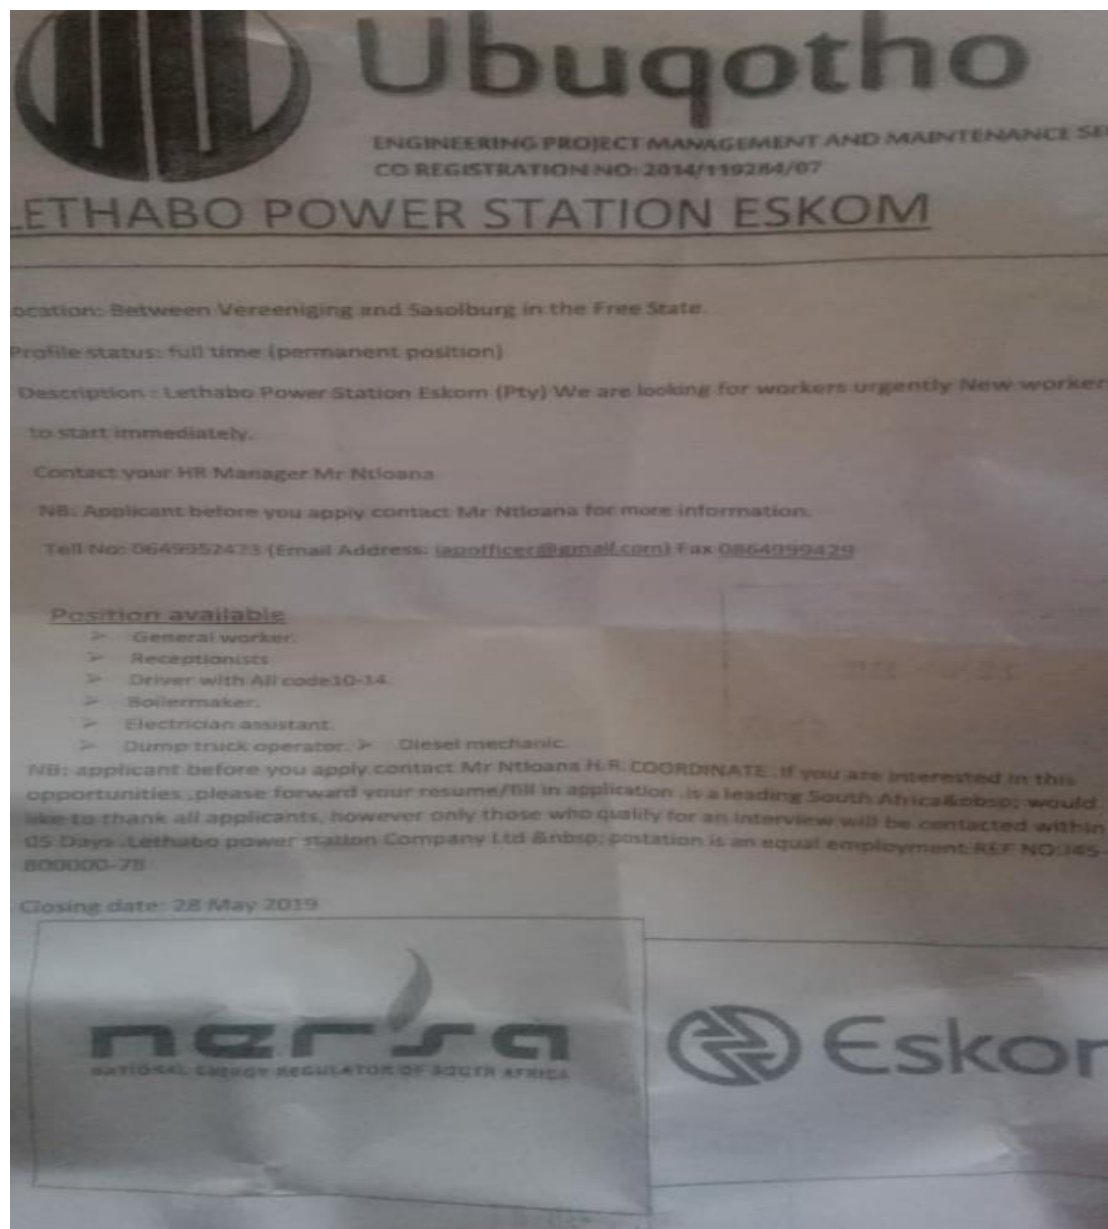 Ubuqotho
ENGINEERING PROJECT MANAGEMENT AND MAINTENANCE
CO REGISTRATION NO: 2014/119284/07
LETHABO POWER STATION ESKOM
ocation: Between Vereeniging and Sasolburg in the Free State.
Profile status: full time (permanent position)
Description : Lethabo Power Station Eskom (Pty) We are looking for workers urgently New worker
to start immediately.
Contact your HR Manager Mr Ntloana
NB: Applicant before you apply contact Mr Ntloana for more information.
Tell No: 0649952473 (Email Address: iapofficer@gmail.com) Fax 0864999429
Position available
➢ General worker.
➢ Receptionists
➢ Driver with All code10-14.
➢ Boilermaker.
➢ Electrician assistant.
➢ Dump truck operator. ➢ Diesel mechanic.
NB: applicant before you apply contact Mr Ntloana H.R. COORDINATE .If you are interested in this
opportunities .please forward your resume/fill in application .is a leading South Africa&nbsp; would
like to thank all applicants, however only those who qualify for an interview will be contacted within
05 Days .Lethabo power station Company Ltd &nbsp; postation is an equal employment REF NO:J45-
800000-78
Closing date: 28 May 2019
nersa
NATIONAL ENERGY REGULATOR OF SOUTH AFRICA
Eskom